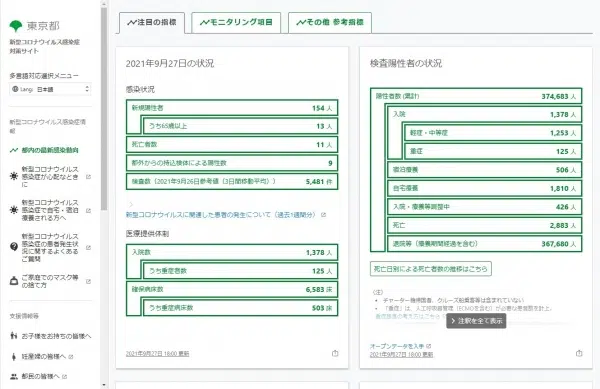 東京都
新型コロナウイルス感染症
対策サイト
多言語対応選択メニュー
日本語
新型コロナウイルス感染症情
報
都内の最新感染動向
新型コロナウイルス
感染症が心配なとき
に
新型コロナウイルス
感染症で自宅・宿泊
療養される方へ
新型コロナウイルス
感染症の患者発生状
況に関するよくある
ご質問
ご家庭でのマスク等
の捨て方
支援情報等
お子様をお持ちの皆様へ
妊産婦の皆様へ
都民の皆様へ
注目の指標
モニタリング項目
その他 参考指標
2021年9月27日の状況
感染状況
新規陽性者 154 人
うち65歳以上 13 人
死亡者数 11 人
都外からの持込検体による陽性数 9
検査数（2021年9月26日参考値（3日間移動平均）） 5,481 件
新型コロナウイルスに関連した患者の発生について（過去1週間分）
医療提供体制
入院数 1,378 人
うち重症者数 125 人
確保病床数 6,583 床
うち重症病床数 503 床
2021年9月27日 18:00 更新
検査陽性者の状況
陽性者数 (累計) 374,683 人
入院 1,378 人
軽症・中等症 1,253 人
重症 125 人
宿泊療養 506 人
自宅療養 1,810 人
入院・療養等調整中 426 人
死亡 2,883 人
退院等（療養期間経過を含む） 367,680 人
死亡日別による死亡者数の推移はこちら
（注）
チャーター機帰国者、クルーズ船乗客等は含まれていない
「重症」は、人工呼吸器管理（ECMOを含む）が必要な患者数を計上。
注釈を全て表示
オープンデータを入手
2021年9月27日 18:00 更新